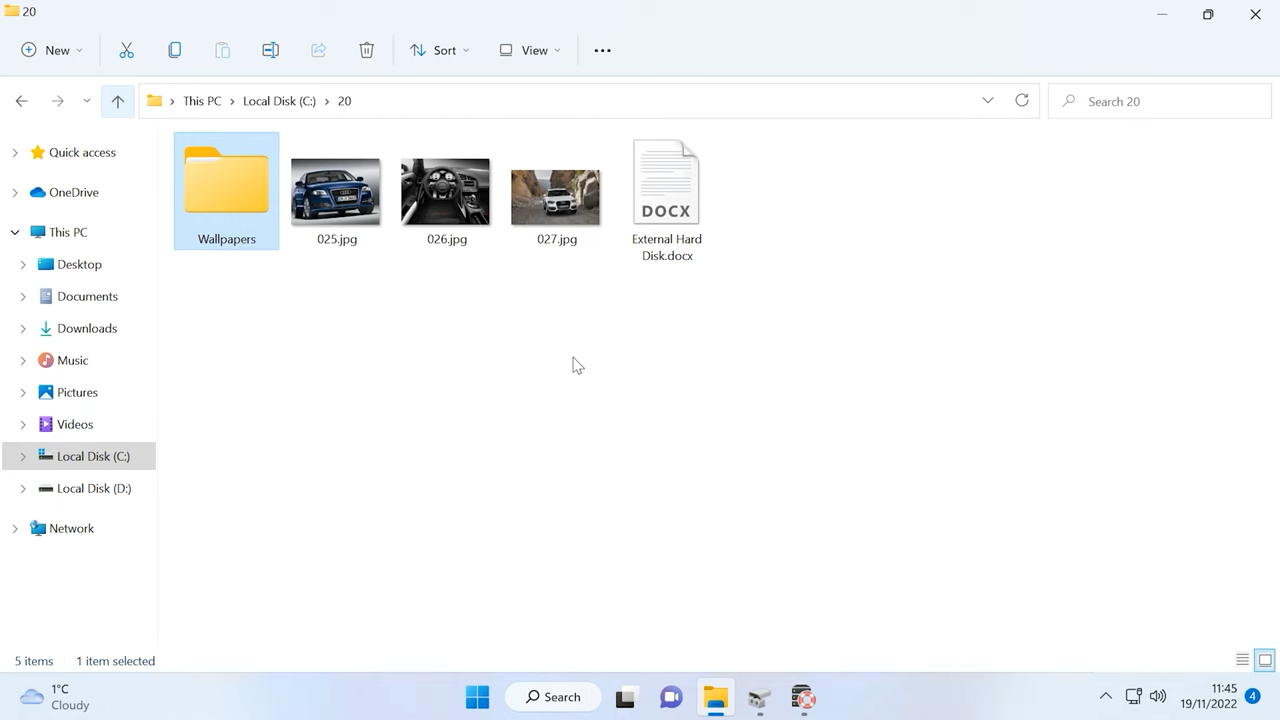 20
New
Sort
View
This PC
Local Disk (C:)
20
Search 20
Quick access
OneDrive
This PC
Desktop
Documents
Downloads
Music
Pictures
Videos
Local Disk (C:)
Local Disk (D:)
Network
Wallpapers
025.jpg
026.jpg
027.jpg
DOCX
External Hard
Disk.docx
5 items
1 item selected
1°C
Cloudy
Search
11:45
19/11/2022
4